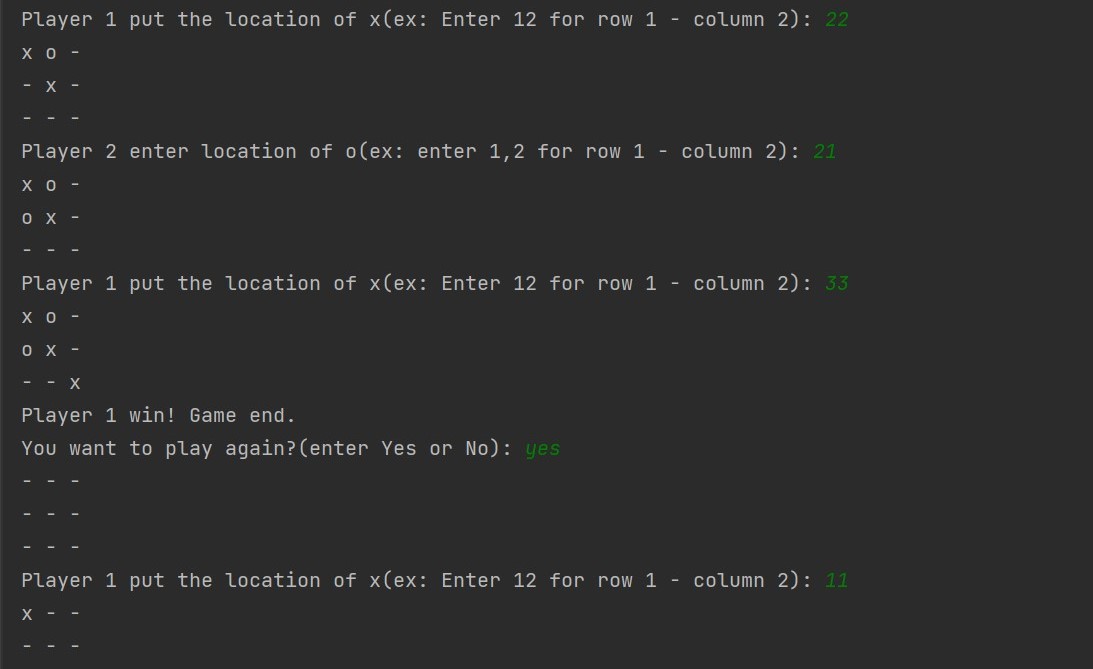 Player 1 put the location of x(ex: Enter 12 for row 1 - column 2): 22
x o -
- x -
- - -
Player 2 enter location of o(ex: enter 1,2 for row 1 - column 2): 21
x o -
o x -
- - -
Player 1 put the location of x(ex: Enter 12 for row 1 - column 2): 33
x o -
o x -
- - x
Player 1 win! Game end.
You want to play again?(enter Yes or No): yes
- - -
- - -
- - -
Player 1 put the location of x(ex: Enter 12 for row 1 - column 2): 11
x - -
- - -